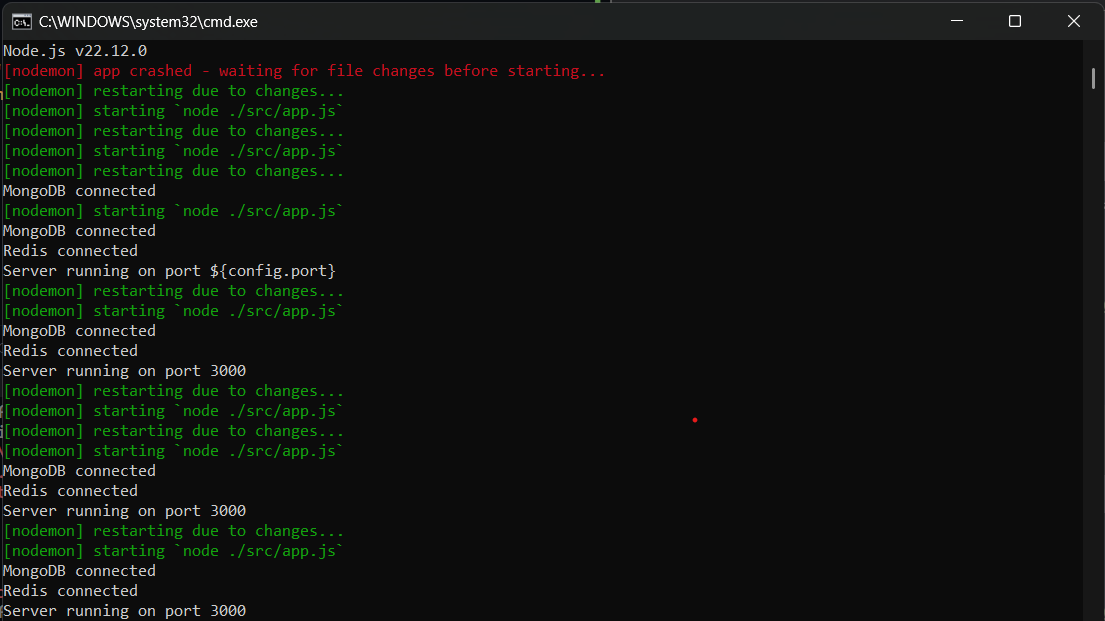 C:\WINDOWS\system32\cmd.exe
Node.js v22.12.0
[nodemon] app crashed - waiting for file changes before starting...
[nodemon] restarting due to changes...
[nodemon] starting `node ./src/app.js`
[nodemon] restarting due to changes...
[nodemon] starting `node ./src/app.js`
[nodemon] restarting due to changes...
MongoDB connected
[nodemon] starting `node ./src/app.js`
MongoDB connected
Redis connected
Server running on port ${config.port}
[nodemon] restarting due to changes...
[nodemon] starting `node ./src/app.js`
MongoDB connected
Redis connected
Server running on port 3000
[nodemon] restarting due to changes...
[nodemon] starting `node ./src/app.js`
[nodemon] restarting due to changes...
[nodemon] starting `node ./src/app.js`
MongoDB connected
Redis connected
Server running on port 3000
[nodemon] restarting due to changes...
[nodemon] starting `node ./src/app.js`
MongoDB connected
Redis connected
Server running on port 3000